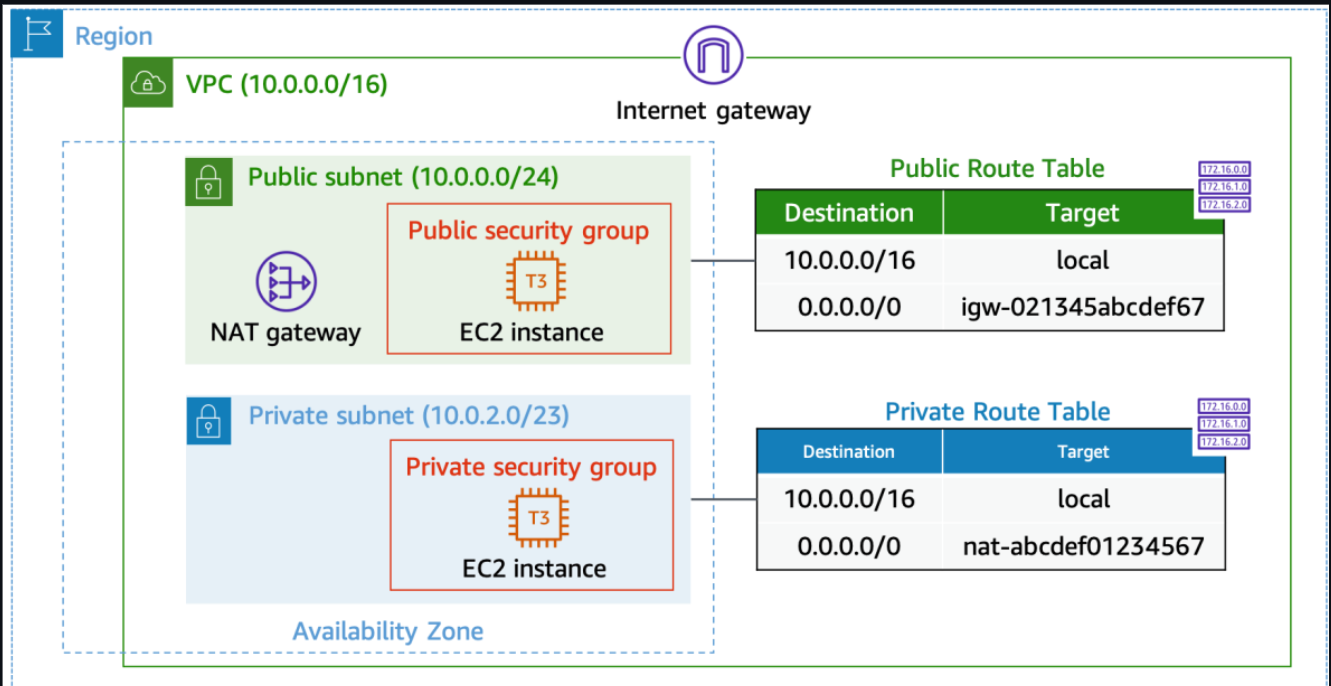 Region
VPC (10.0.0.0/16)
Internet gateway
Public subnet (10.0.0.0/24)
Public security group
T3
NAT gateway
EC2 instance
Public Route Table
172.16.0.0
172.16.1.0
172.16.2.0
Destination Target
10.0.0.0/16 local
0.0.0.0/0 igw-021345abcdef67
Private subnet (10.0.2.0/23)
Private security group
T3
EC2 instance
Private Route Table
172.16.0.0
172.16.1.0
172.16.2.0
Destination Target
10.0.0.0/16 local
0.0.0.0/0 nat-abcdef01234567
Availability Zone